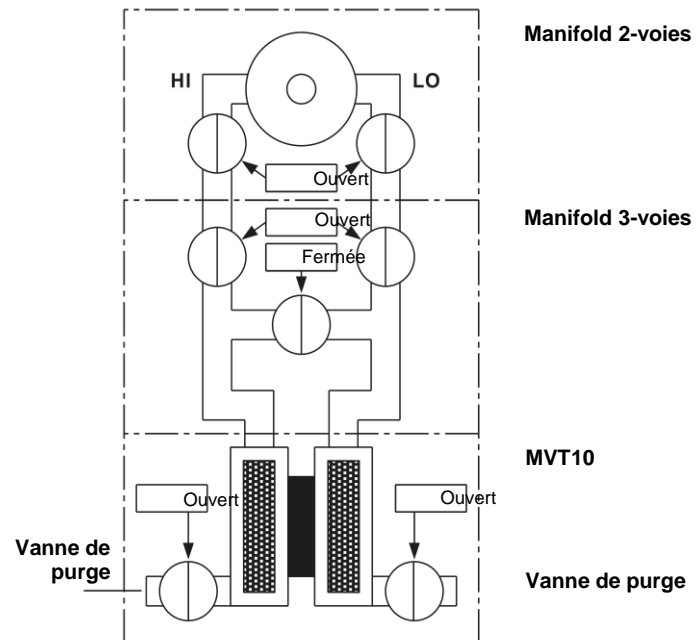 Manifold 2-voies
HI
LO
Ouvert
Manifold 3-voies
Ouvert
Fermée
MVT10
Ouvert
Ouvert
Vanne de
purge
Vanne de purge